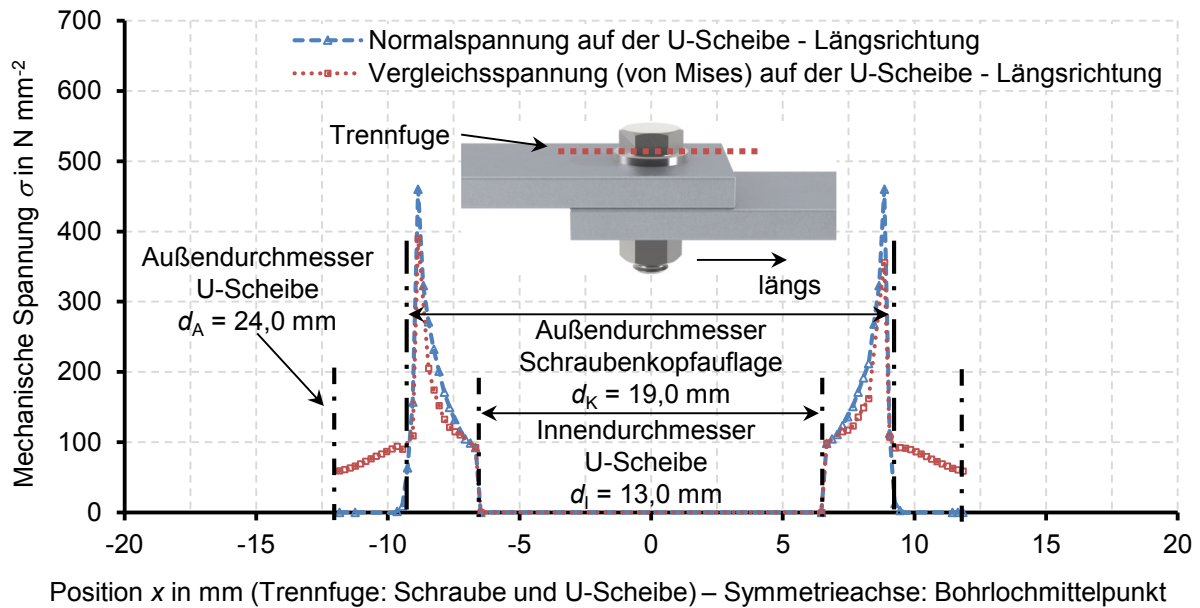 Mechanische Spannung σ in N mm⁻²
700
600
500
400
300
200
100
0
Normalspannung auf der U-Scheibe - Längsrichtung
Vergleichsspannung (von Mises) auf der U-Scheibe - Längsrichtung
Trennfuge
längs
Außendurchmesser
U-Scheibe
d_A = 24,0 mm
Außendurchmesser
Schraubenkopfauflage
d_K = 19,0 mm
Innendurchmesser
U-Scheibe
d_I = 13,0 mm
-20 -15 -10 -5 0 5 10 15 20
Position x in mm (Trennfuge: Schraube und U-Scheibe) – Symmetrieachse: Bohrlochmittelpunkt